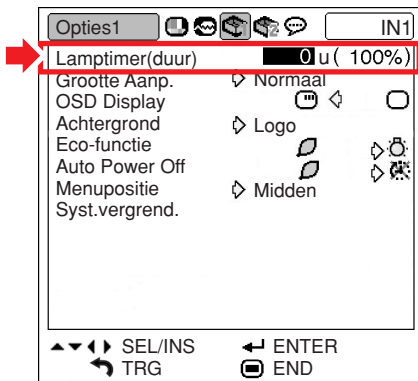 Opties1 IN1
Lamptimer(duur) 0 u( 100%)
Grootte Aanp. Normaal
OSD Display
Achtergrond Logo
Eco-functie
Auto Power Off
Menupositie Midden
Syst.vergrend.
SEL/INS ENTER
TRG END